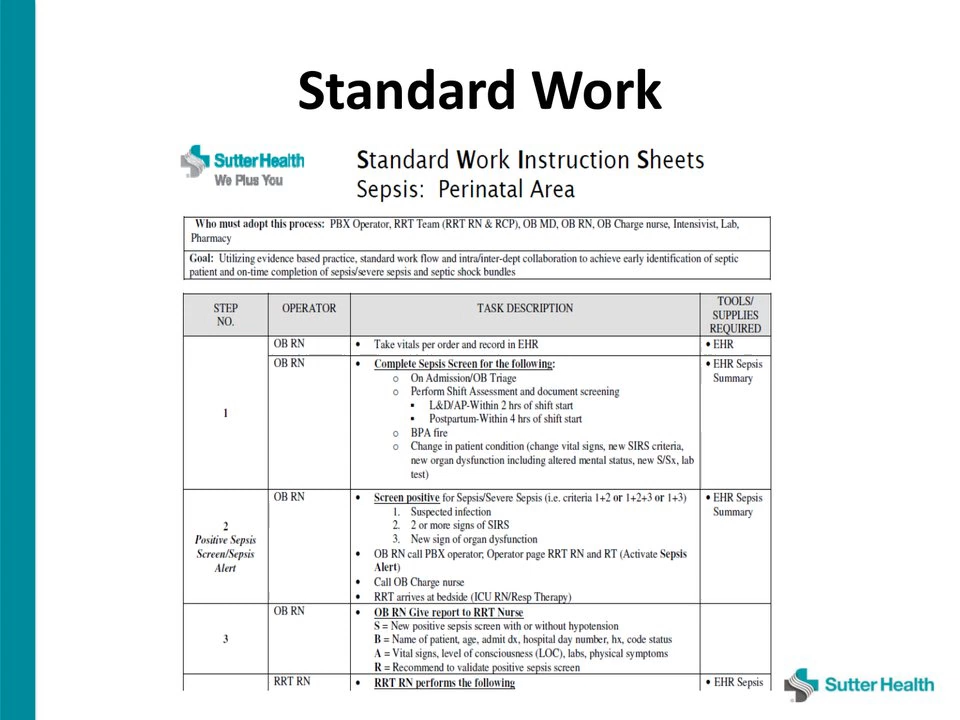 Standard Work
Sutter Health
We Plus You
Standard Work Instruction Sheets
Sepsis: Perinatal Area
Who must adopt this process: PBX Operator, RRT Team (RRT RN & RCP), OB MD, OB RN, OB Charge nurse, Intensivist, Lab,
Pharmacy
Goal: Utilizing evidence based practice, standard work flow and intra/inter-dept collaboration to achieve early identification of septic
patient and on-time completion of sepsis/severe sepsis and septic shock bundles
STEP
NO.
OPERATOR
TASK DESCRIPTION
TOOLS/
SUPPLIES
REQUIRED
1
OB RN
• Take vitals per order and record in EHR
• EHR
OB RN
• Complete Sepsis Screen for the following:
o On Admission/OB Triage
o Perform Shift Assessment and document screening
▪ L&D/AP-Within 2 hrs of shift start
▪ Postpartum-Within 4 hrs of shift start
o BPA fire
o Change in patient condition (change vital signs, new SIRS criteria,
new organ dysfunction including altered mental status, new S/Sx, lab
test)
• EHR Sepsis
Summary
2
Positive Sepsis
Screen/Sepsis
Alert
OB RN
• Screen positive for Sepsis/Severe Sepsis (i.e. criteria 1+2 or 1+2+3 or 1+3)
1. Suspected infection
2. 2 or more signs of SIRS
3. New sign of organ dysfunction
• OB RN call PBX operator; Operator page RRT RN and RT (Activate Sepsis
Alert)
• Call OB Charge nurse
• RRT arrives at bedside (ICU RN/Resp Therapy)
• EHR Sepsis
Summary
3
OB RN
• OB RN Give report to RRT Nurse
S = New positive sepsis screen with or without hypotension
B = Name of patient, age, admit dx, hospital day number, hx, code status
A = Vital signs, level of consciousness (LOC), labs, physical symptoms
R = Recommend to validate positive sepsis screen
RRT RN
• RRT RN performs the following
• EHR Sepsis
Sutter Health